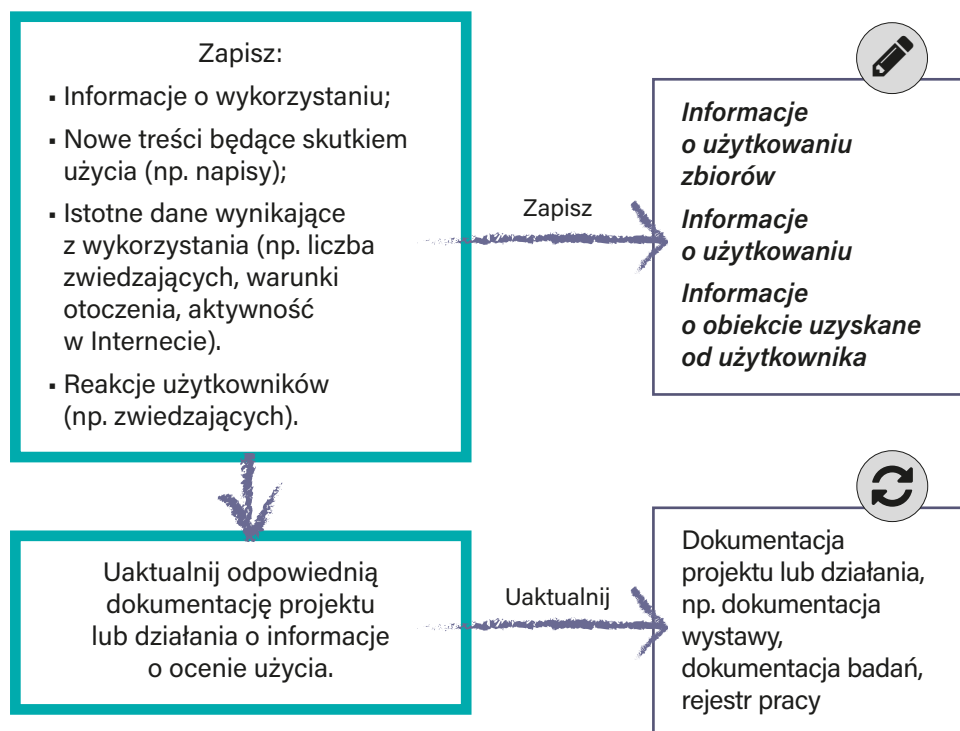 Zapisz:
▪ Informacje o wykorzystaniu;
▪ Nowe treści będące skutkiem
użycia (np. napisy);
▪ Istotne dane wynikające
z wykorzystania (np. liczba
zwiedzających, warunki
otoczenia, aktywność
w Internecie).
▪ Reakcje użytkowników
(np. zwiedzających).
Zapisz
Informacje
o użytkowaniu
zbiorów
Informacje
o użytkowaniu
Informacje
o obiekcie uzyskane
od użytkownika
Uaktualnij odpowiednią
dokumentację projektu
lub działania o informacje
o ocenie użycia.
Uaktualnij
Dokumentacja
projektu lub działania,
np. dokumentacja
wystawy,
dokumentacja badań,
rejestr pracy